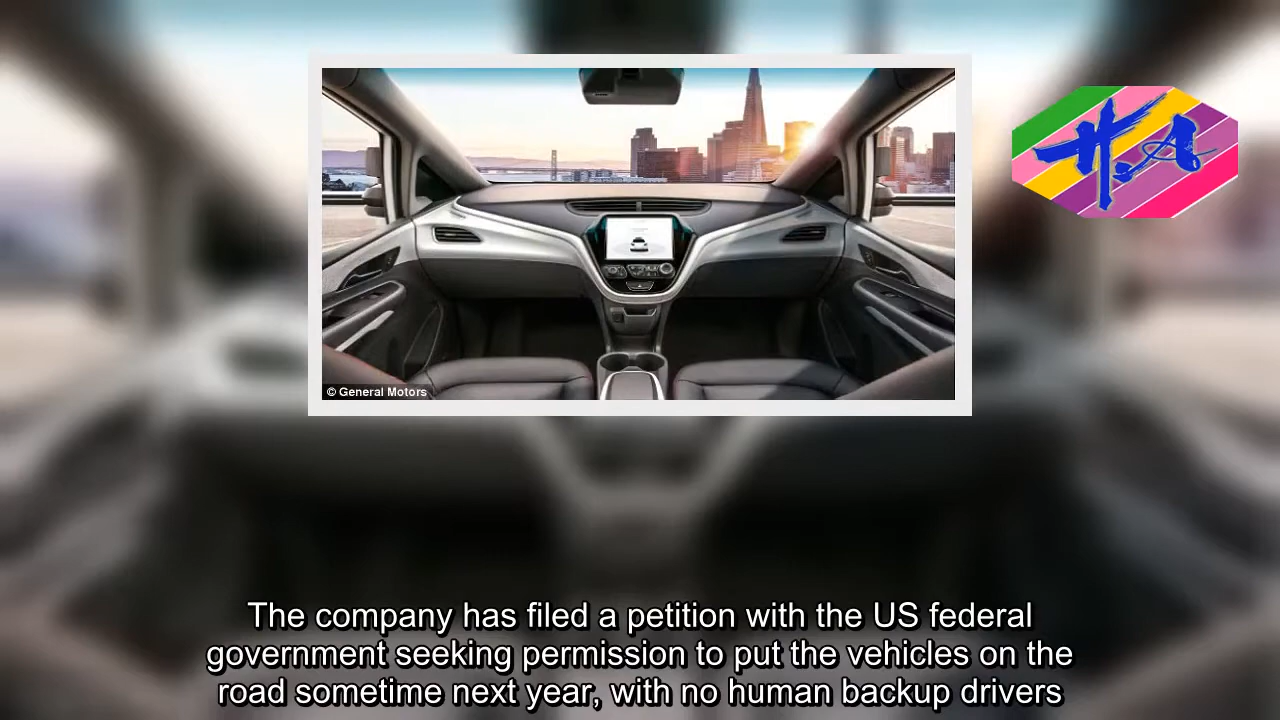 H.A
© General Motors
The company has filed a petition with the US federal
government seeking permission to put the vehicles on the
road sometime next year, with no human backup drivers